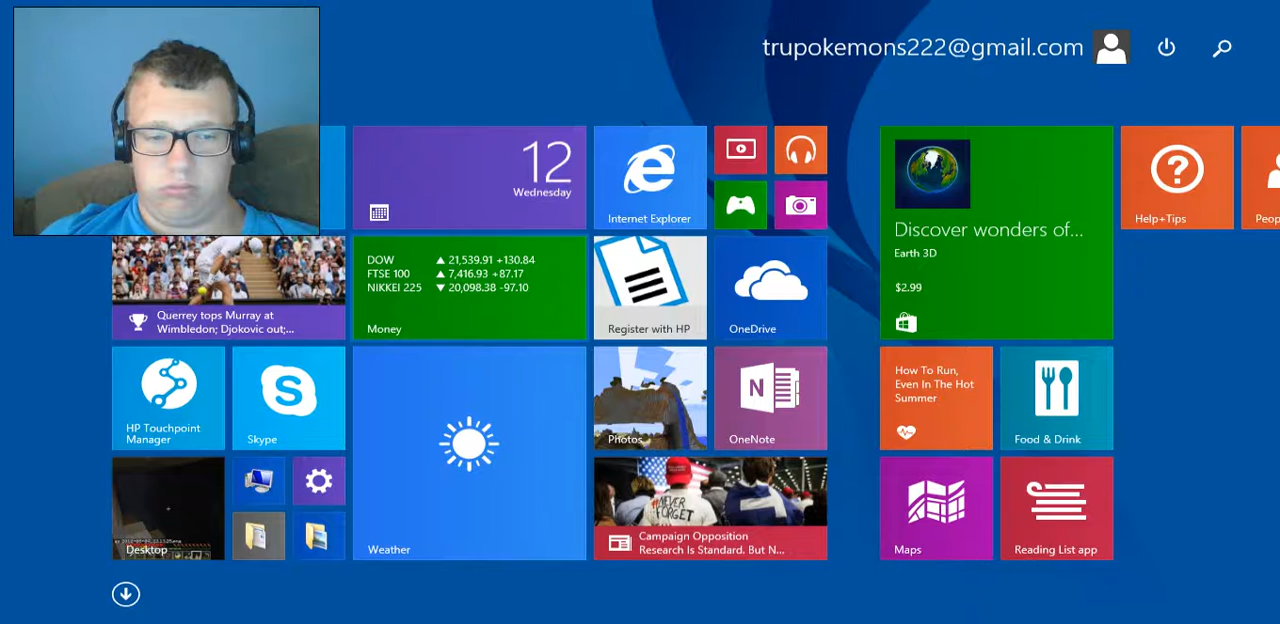 trupokemons222@gmail.com
12
Wednesday
Internet Explorer
Discover wonders of...
Earth 3D
$2.99
Help+Tips
Peop
DOW ▲ 21,539.91 +130.84
FTSE 100 ▲ 7,416.93 +87.17
NIKKEI 225 ▼ 20,098.38 -97.10
Money
Querrey tops Murray at
Wimbledon; Djokovic out;...
Register with HP
OneDrive
HP Touchpoint
Manager
S
Skype
Weather
Photos
N
OneNote
How To Run,
Even In The Hot
Summer
Food & Drink
Desktop
NEVER
FORGET
Campaign Opposition
Research Is Standard. But N...
Maps
Reading List app